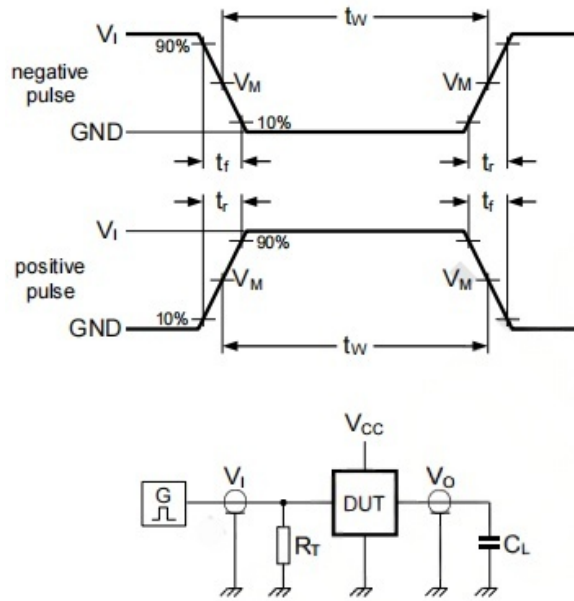 tW
VI
90%
negative
pulse
VM
VM
10%
GND
tf
tr
tr
tf
VI
90%
positive
pulse
VM
VM
10%
GND
tW
VCC
VI
VO
G
DUT
RT
CL